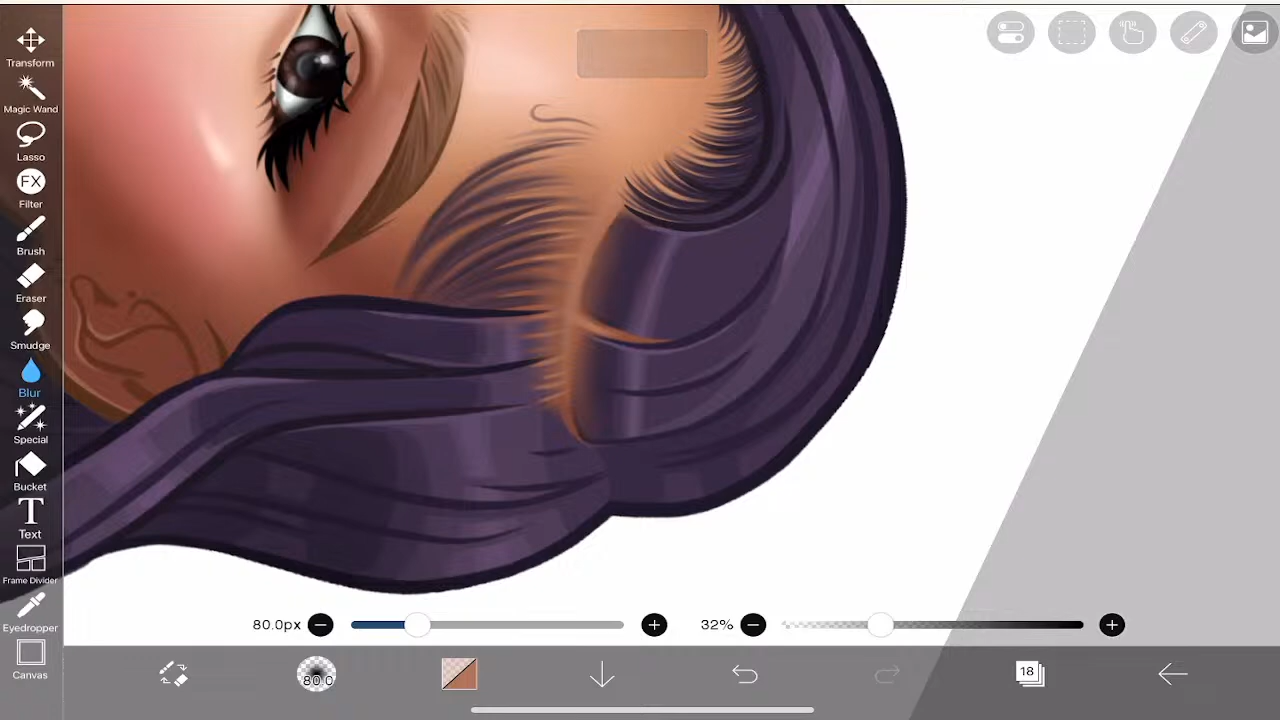 Transform
Magic Wand
Lasso
FX
Filter
Brush
Eraser
Smudge
Blur
Special
Bucket
T
Text
Frame Divider
Eyedropper
Canvas
80.0px
32%
80.0
18